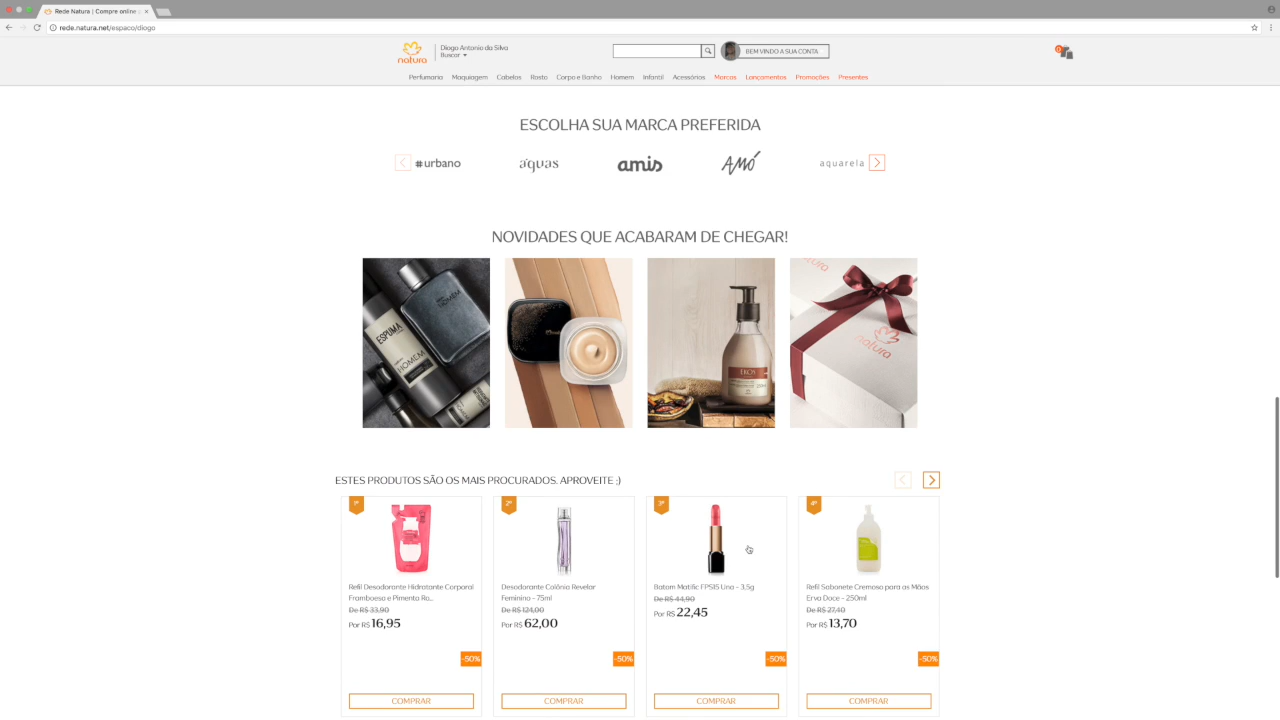 Rede Natura | Compre online
rede.natura.net/espaco/diogo
natura
Diogo Antonio da Silva
Buscar
BEM VINDO A SUA CONTA
0
Perfumaria Maquiagem Cabelos Rosto Corpo e Banho Homem Infantil Acessórios Marcas Lançamentos Promoções Presentes
ESCOLHA SUA MARCA PREFERIDA
#urbano águas amis AMÓ aquarela
NOVIDADES QUE ACABARAM DE CHEGAR!
ESPUMA
HOMEM
HOMEM
EKOS
natura
natura
ESTES PRODUTOS SÃO OS MAIS PROCURADOS. APROVEITE ;)
1º
Refil Desodorante Hidratante Corporal
Framboesa e Pimenta Ro...
De R$ 33,90
Por R$ 16,95
-50%
COMPRAR
2º
Desodorante Colônia Revelar
Feminino - 75ml
De R$ 124,00
Por R$ 62,00
-50%
COMPRAR
3º
Batom Matific FPS15 Una - 3,5g
De R$ 44,90
Por R$ 22,45
-50%
COMPRAR
4º
Refil Sabonete Cremoso para as Mãos
Erva Doce - 250ml
De R$ 27,40
Por R$ 13,70
-50%
COMPRAR